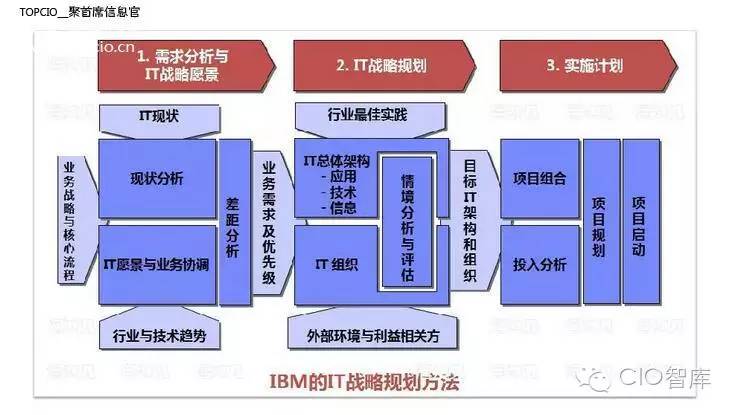 TOPCIO__聚首席信息官
cio.cn
1. 需求分析与
IT战略愿景
2. IT战略规划
3. 实施计划
IT现状
行业最佳实践
业务战略与核心流程
现状分析
IT愿景与业务协调
差距分析
行业与技术趋势
业务需求及优先级
IT总体架构
- 应用
- 技术
- 信息
IT 组织
情境分析与评估
外部环境与利益相关方
目标IT架构和组织
项目组合
投入分析
项目规划
项目启动
IBM的IT战略规划方法
CIO智库